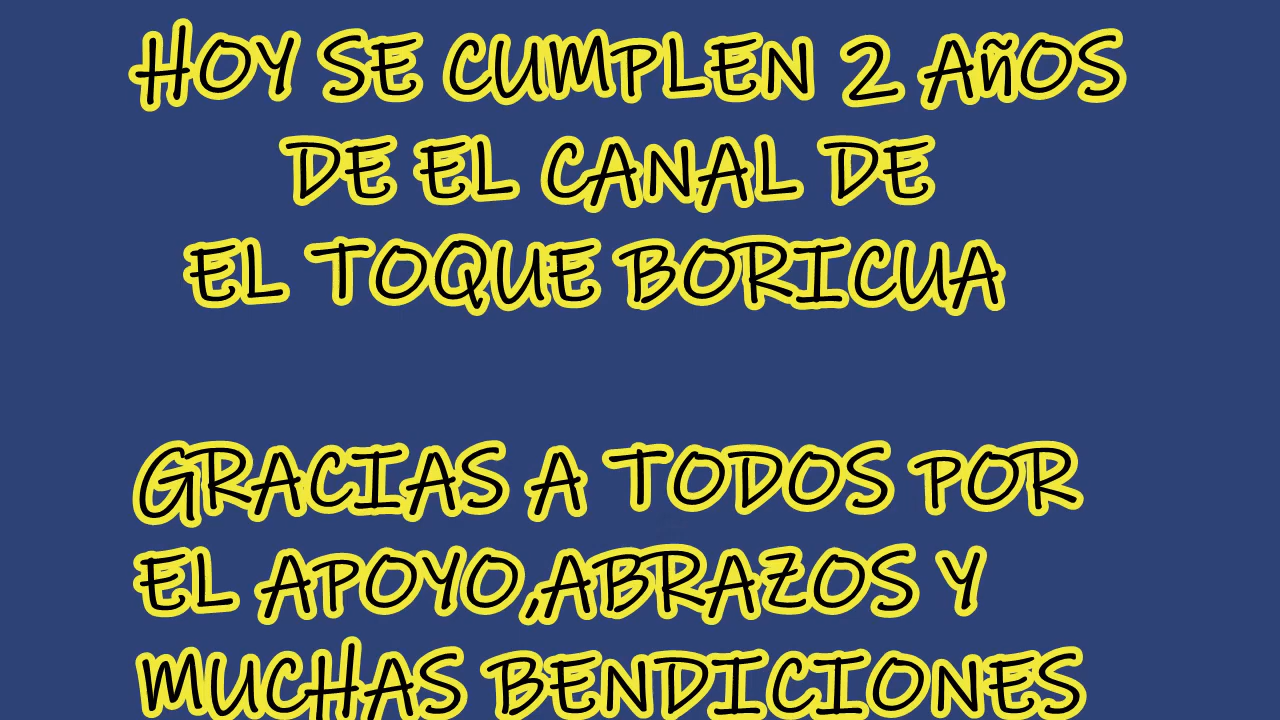 HOY SE CUMPLEN 2 AñOS
DE EL CANAL DE
EL TOQUE BORICUA
GRACIAS A TODOS POR
EL APOYO,ABRAZOS Y
MUCHAS BENDICIONES